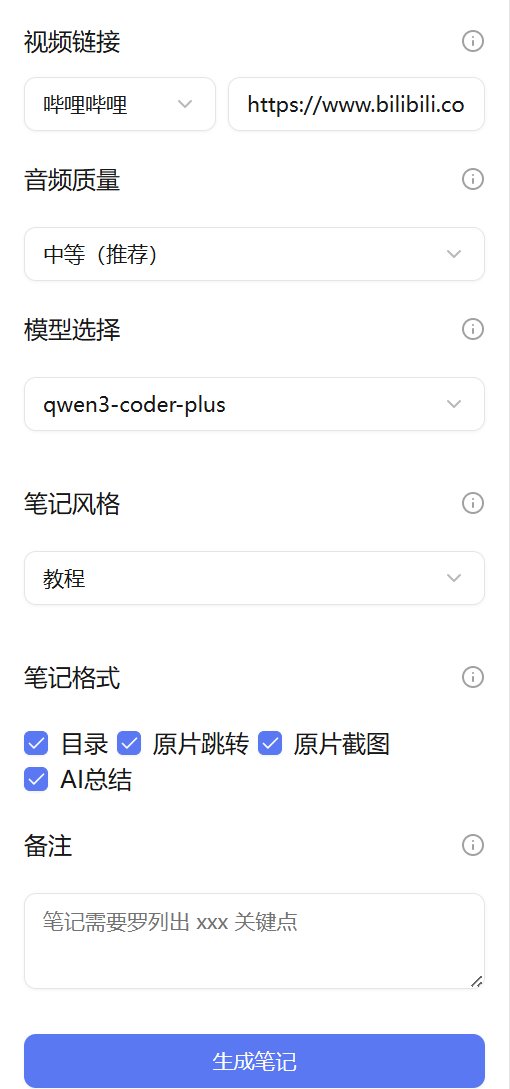 视频链接
哔哩哔哩 https://www.bilibili.co
音频质量
中等（推荐）
模型选择
qwen3-coder-plus
笔记风格
教程
笔记格式
目录 原片跳转 原片截图
AI总结
备注
笔记需要罗列出 xxx 关键点
生成笔记